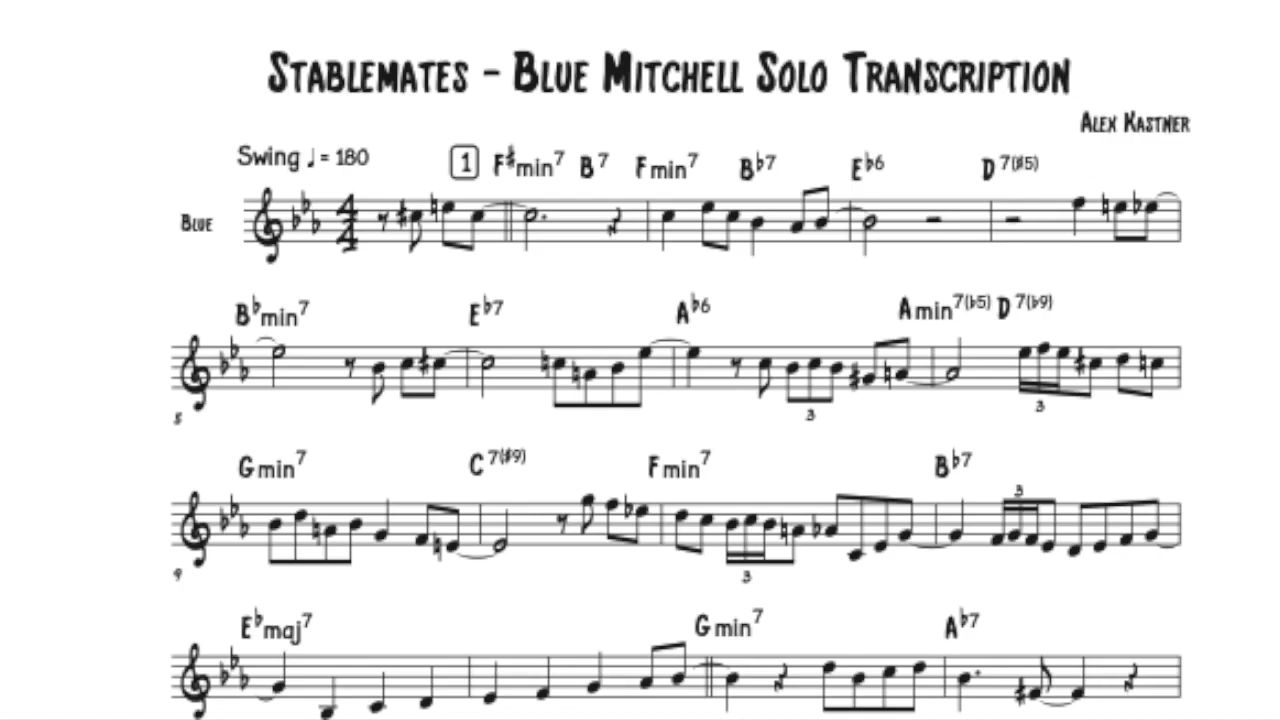 STABLEMATES - BLUE MITCHELL SOLO TRANSCRIPTION
ALEX KASTNER
Swing ♩= 180
1 F♯min7 B7 Fmin7 B♭7 E♭6 D7(♯5)
BLUE
4
4
B♭min7 E♭7 A♭6 Amin7(♭5) D7(♭9)
3 3
5
Gmin7 C7(♯9) Fmin7 B♭7
3
3
9
E♭maj7 Gmin7 A♭7